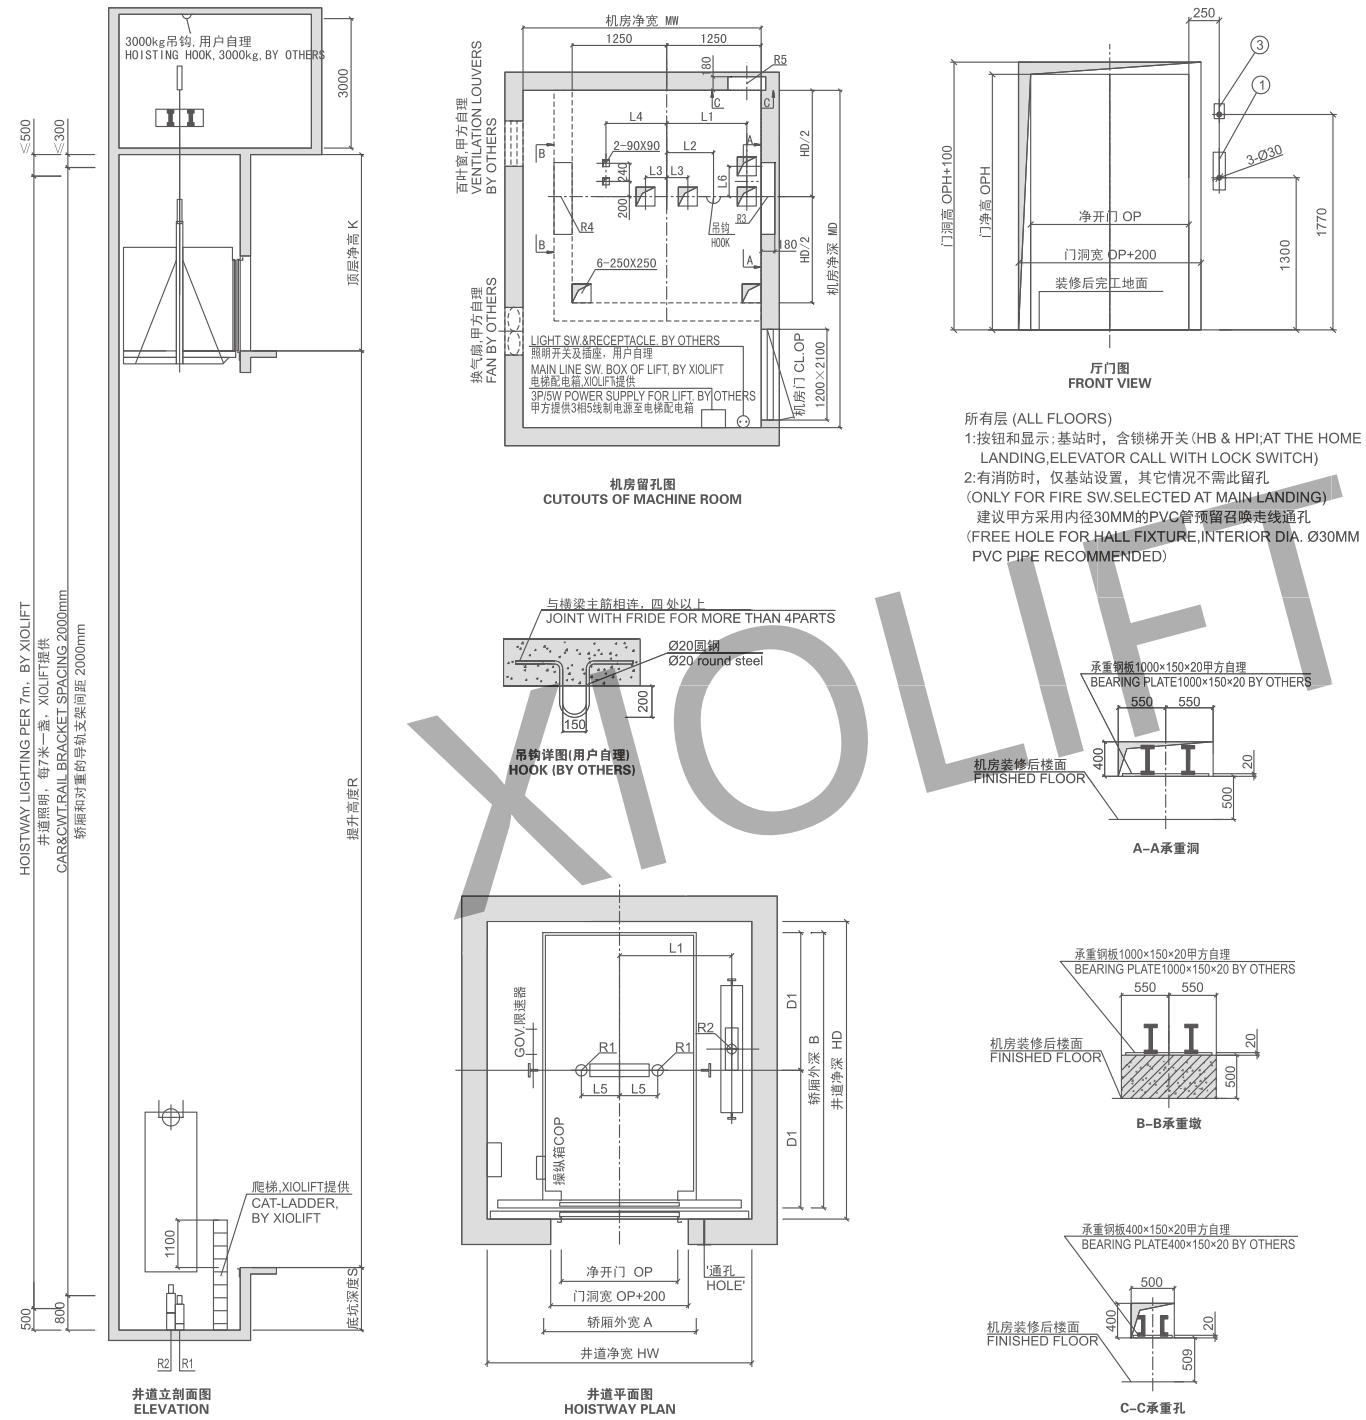 3000kg吊钩,用户自理
HOISTING HOOK,3000kg,BY OTHERS
3000
≤500
≤300
顶层净高 K
HOISTWAY LIGHTING PER 7m, BY XIOLIFT
井道照明, 每7米一盏, XIOLIFT提供
CAR&CWT.RAIL BRACKET SPACING 2000mm
轿厢和对重的导轨支架间距 2000mm
提升高度R
爬梯,XIOLIFT提供
CAT-LADDER,
BY XIOLIFT
1100
500
800
底坑深度S
R2
R1
井道立剖面图
ELEVATION
机房净宽 MW
1250
1250
180
R5
C
C
百叶窗,甲方自理
VENTILATION LOUVERS
BY OTHERS
L4
L1
B
2-90X90
L2
A
HD/2
240
L3
L3
L6
200
R4
吊钩
HOOK
R3
B
180
HD/2
A
6-250X250
机房净深 MD
换气扇,甲方自理
FAN BY OTHERS
LIGHT SW.&RECEPTACLE. BY OTHERS
照明开关及插座, 用户自理
MAIN LINE SW. BOX OF LIFT, BY XIOLIFT
电梯配电箱,XIOLIFT提供
3P/5W POWER SUPPLY FOR LIFT. BY OTHERS
甲方提供3相5线制电源至电梯配电箱
机房门 CL.OP
1200×2100
机房留孔图
CUTOUTS OF MACHINE ROOM
与横梁主筋相连, 四 处以上
JOINT WITH FRIDE FOR MORE THAN 4PARTS
Ø20圆钢
Ø20 round steel
200
150
吊钩详图(用户自理)
HOOK (BY OTHERS)
L1
GOV.限速器
D1
R2
R1
R1
L5
L5
轿厢外深 B
井道净深 HD
D1
操纵箱COP
净开门 OP
'通孔
HOLE'
门洞宽 OP+200
轿厢外宽 A
井道净宽 HW
井道平面图
HOISTWAY PLAN
250
3
1
3-Ø30
门洞高 OPH+100
门净高 OPH
净开门 OP
门洞宽 OP+200
装修后完工地面
1300
1770
厅门图
FRONT VIEW
所有层 (ALL FLOORS)
1:按钮和显示; 基站时, 含锁梯开关(HB & HPI;AT THE HOME
LANDING,ELEVATOR CALL WITH LOCK SWITCH)
2:有消防时, 仅基站设置, 其它情况不需此留孔
(ONLY FOR FIRE SW.SELECTED AT MAIN LANDING)
建议甲方采用内径30MM的PVC管预留召唤走线通孔
(FREE HOLE FOR HALL FIXTURE,INTERIOR DIA. Ø30MM
PVC PIPE RECOMMENDED)
XIOLIFT
承重钢板1000×150×20甲方自理
BEARING PLATE1000×150×20 BY OTHERS
550
550
400
20
机房装修后楼面
FINISHED FLOOR
500
A-A承重洞
承重钢板1000×150×20甲方自理
BEARING PLATE1000×150×20 BY OTHERS
550
550
20
机房装修后楼面
FINISHED FLOOR
500
B-B承重墩
承重钢板400×150×20甲方自理
BEARING PLATE400×150×20 BY OTHERS
500
400
20
机房装修后楼面
FINISHED FLOOR
509
C-C承重孔